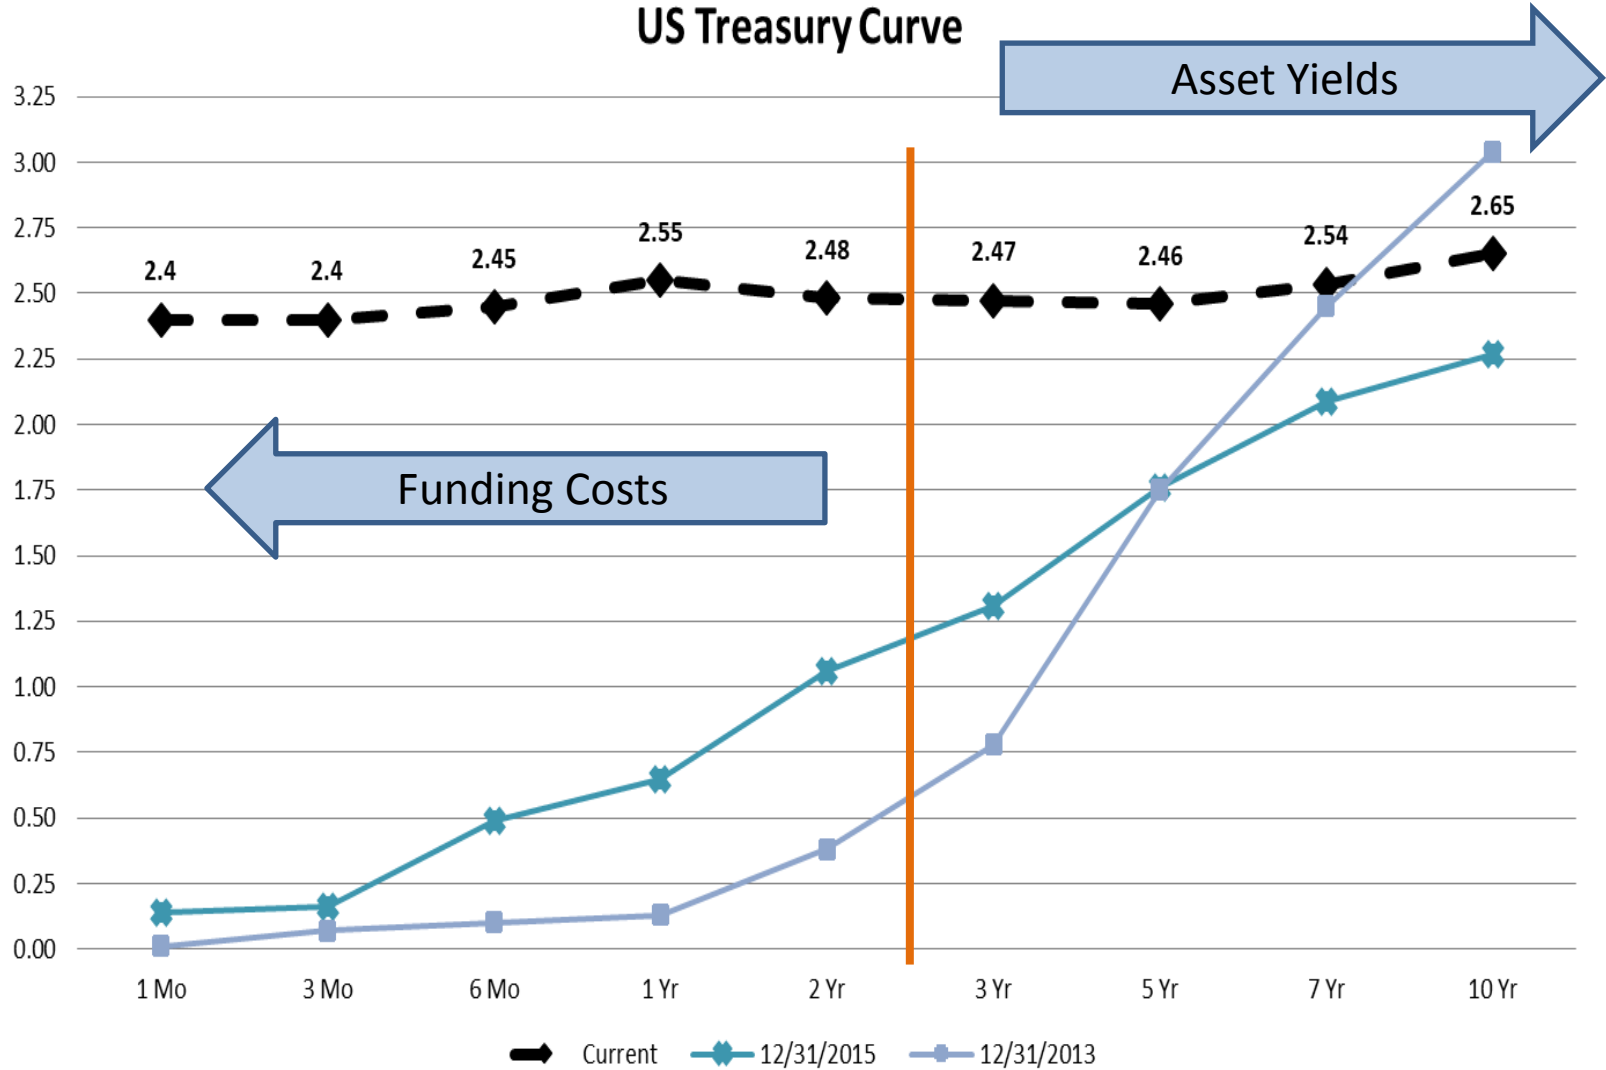 US Treasury Curve
Asset Yields
3.25
3.00
2.75
2.50
2.25
2.00
1.75
1.50
1.25
1.00
0.75
0.50
0.25
0.00
2.4
2.4
2.45
2.55
2.48
2.47
2.46
2.54
2.65
Funding Costs
1 Mo
3 Mo
6 Mo
1 Yr
2 Yr
3 Yr
5 Yr
7 Yr
10 Yr
Current
12/31/2015
12/31/2013